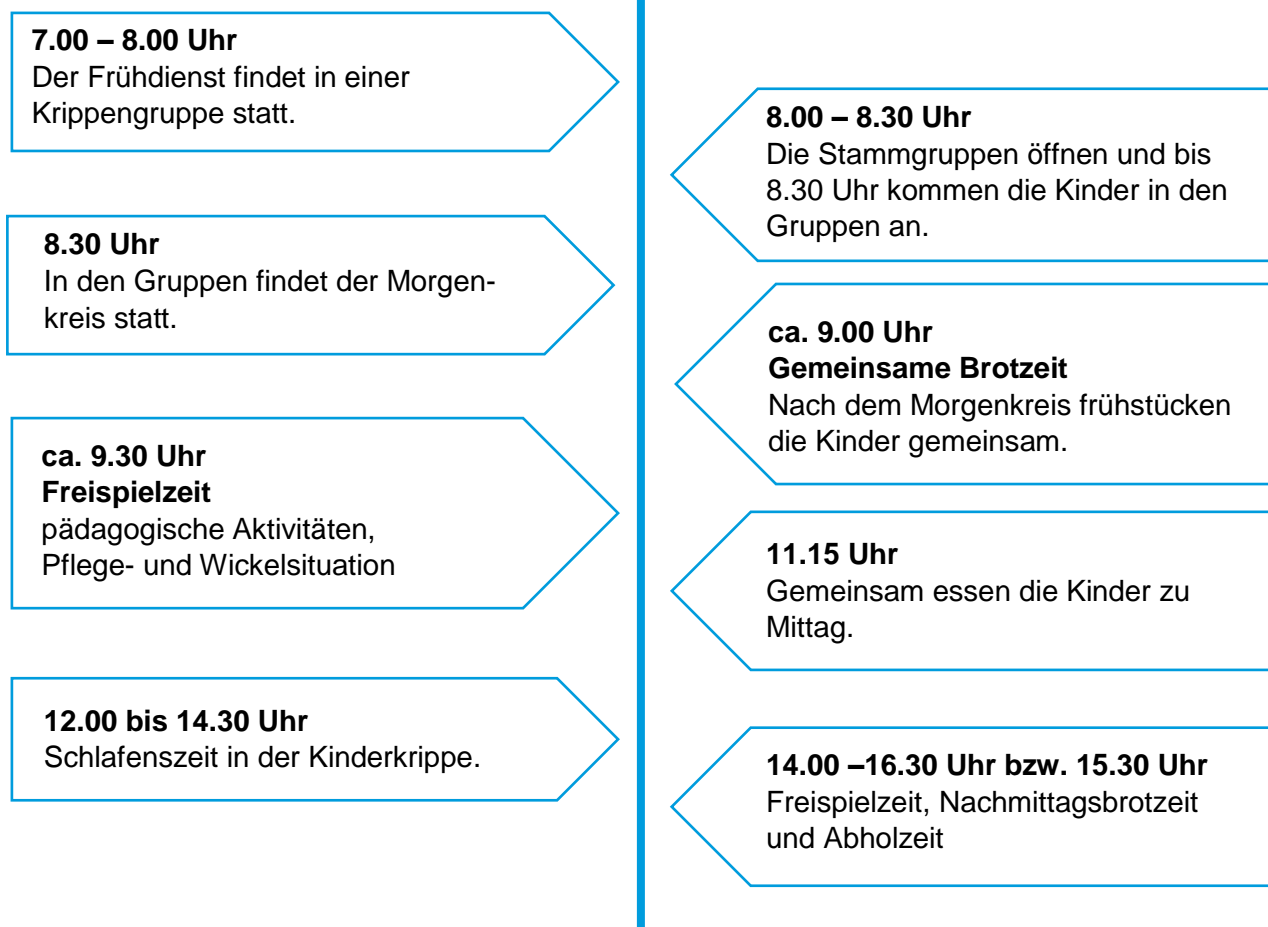 7.00 – 8.00 Uhr
Der Frühdienst findet in einer
Krippengruppe statt.
8.00 – 8.30 Uhr
Die Stammgruppen öffnen und bis
8.30 Uhr kommen die Kinder in den
Gruppen an.
8.30 Uhr
In den Gruppen findet der Morgen-
kreis statt.
ca. 9.00 Uhr
Gemeinsame Brotzeit
Nach dem Morgenkreis frühstücken
die Kinder gemeinsam.
ca. 9.30 Uhr
Freispielzeit
pädagogische Aktivitäten,
Pflege- und Wickelsituation
11.15 Uhr
Gemeinsam essen die Kinder zu
Mittag.
12.00 bis 14.30 Uhr
Schlafenszeit in der Kinderkrippe.
14.00 –16.30 Uhr bzw. 15.30 Uhr
Freispielzeit, Nachmittagsbrotzeit
und Abholzeit